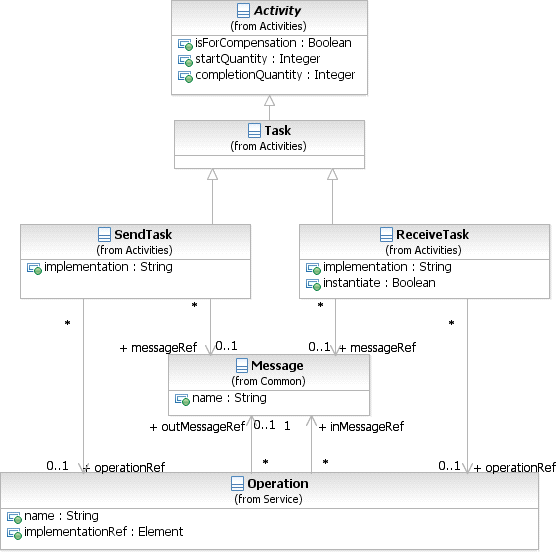 Activity
(from Activities)
isForCompensation : Boolean
startQuantity : Integer
completionQuantity : Integer
Task
(from Activities)
SendTask
(from Activities)
implementation : String
ReceiveTask
(from Activities)
implementation : String
instantiate : Boolean
* * * *
+ messageRef 0..1 0..1 + messageRef
Message
(from Common)
name : String
+ outMessageRef 0..1 1 + inMessageRef
* *
0..1 + operationRef 0..1 + operationRef
Operation
(from Service)
name : String
implementationRef : Element